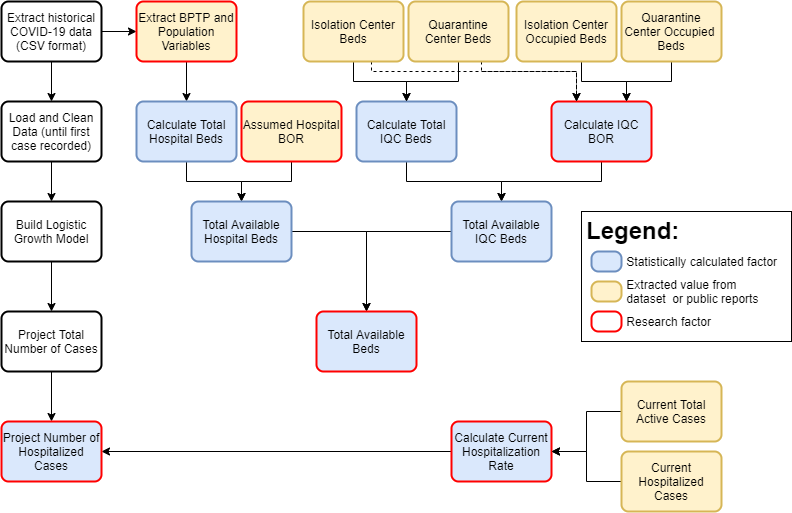 Extract historical
COVID-19 data
(CSV format)
Extract BPTP and
Population
Variables
Isolation Center
Beds
Quarantine
Center Beds
Isolation Center
Occupied Beds
Quarantine
Center Occupied
Beds
Load and Clean
Data (until first
case recorded)
Calculate Total
Hospital Beds
Assumed Hospital
BOR
Calculate Total
IQC Beds
Calculate IQC
BOR
Build Logistic
Growth Model
Total Available
Hospital Beds
Total Available
IQC Beds
Legend:
Statistically calculated factor
Extracted value from
dataset or public reports
Research factor
Project Total
Number of Cases
Total Available
Beds
Project Number of
Hospitalized
Cases
Calculate Current
Hospitalization
Rate
Current Total
Active Cases
Current
Hospitalized
Cases